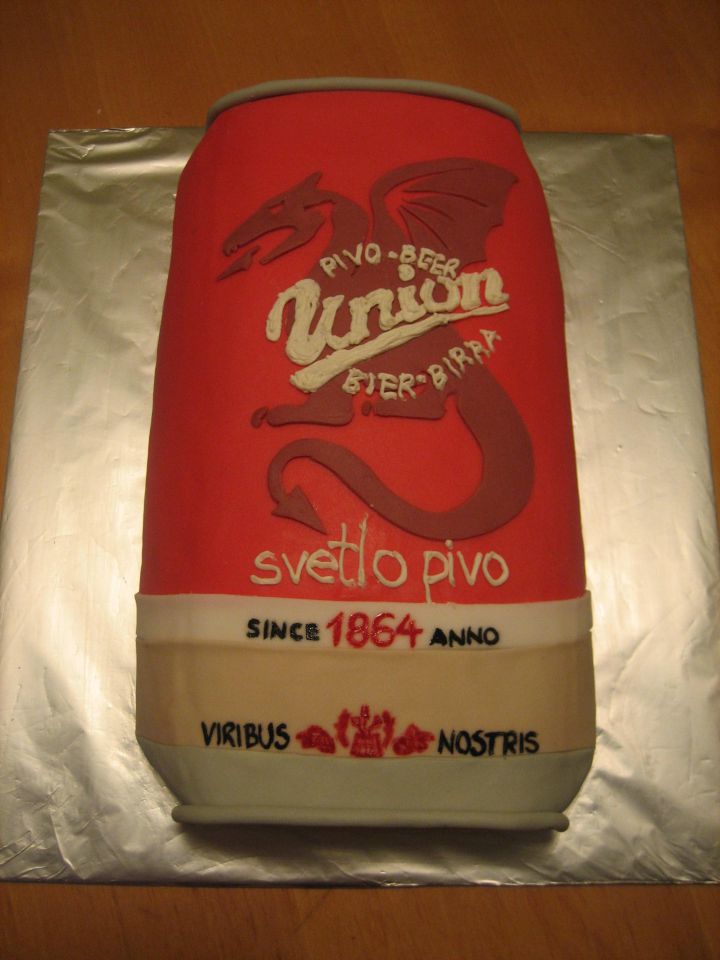 PIVO-BEER
Union
BIER-BIRRA
svetlo pivo
SINCE 1864 ANNO
VIRIBUS NOSTRIS